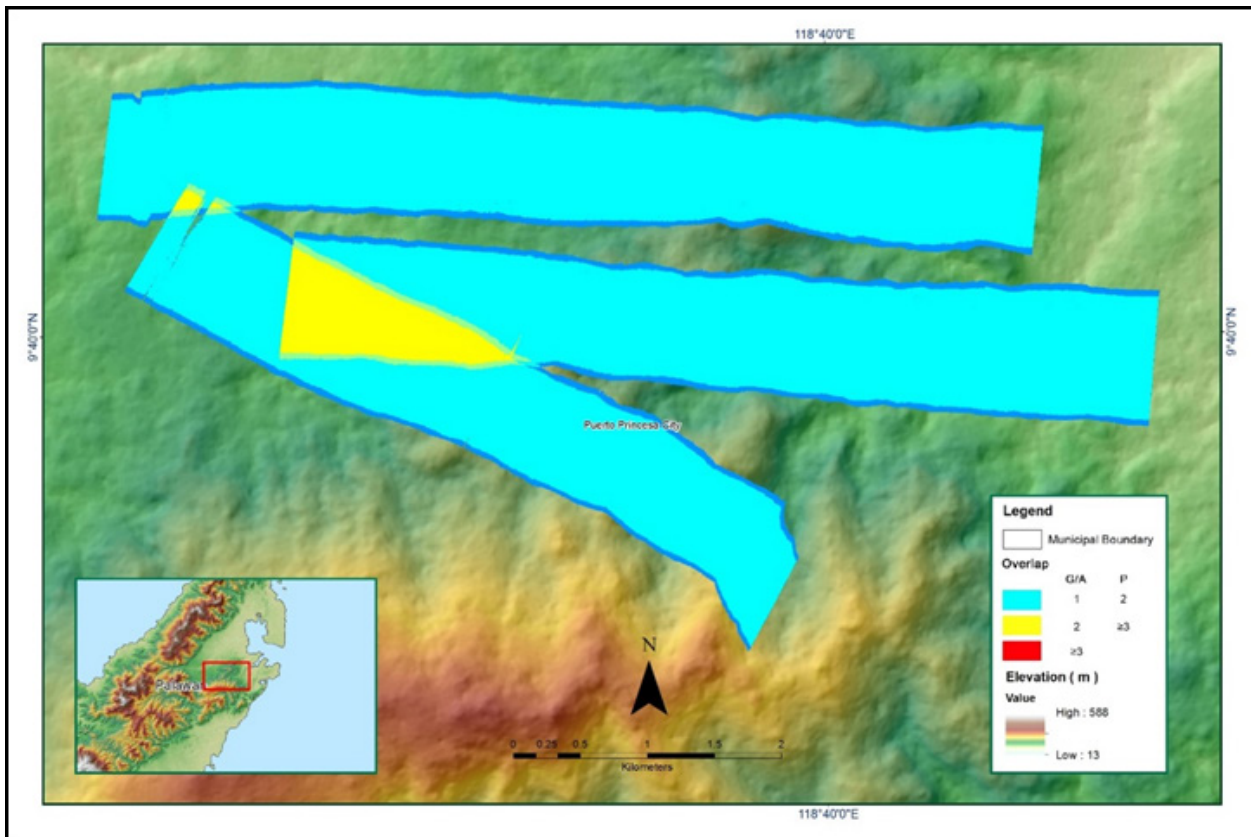 118°40'0"E
9°40'0"N
9°40'0"N
Puerto Princesa City
Legend
Municipal Boundary
Overlap
G/A P
1 2
2 ≥3
≥3
Elevation ( m )
Value
High : 588
Low : 13
Palawan
N
0 0.25 0.5 1 1.5 2
Kilometers
118°40'0"E